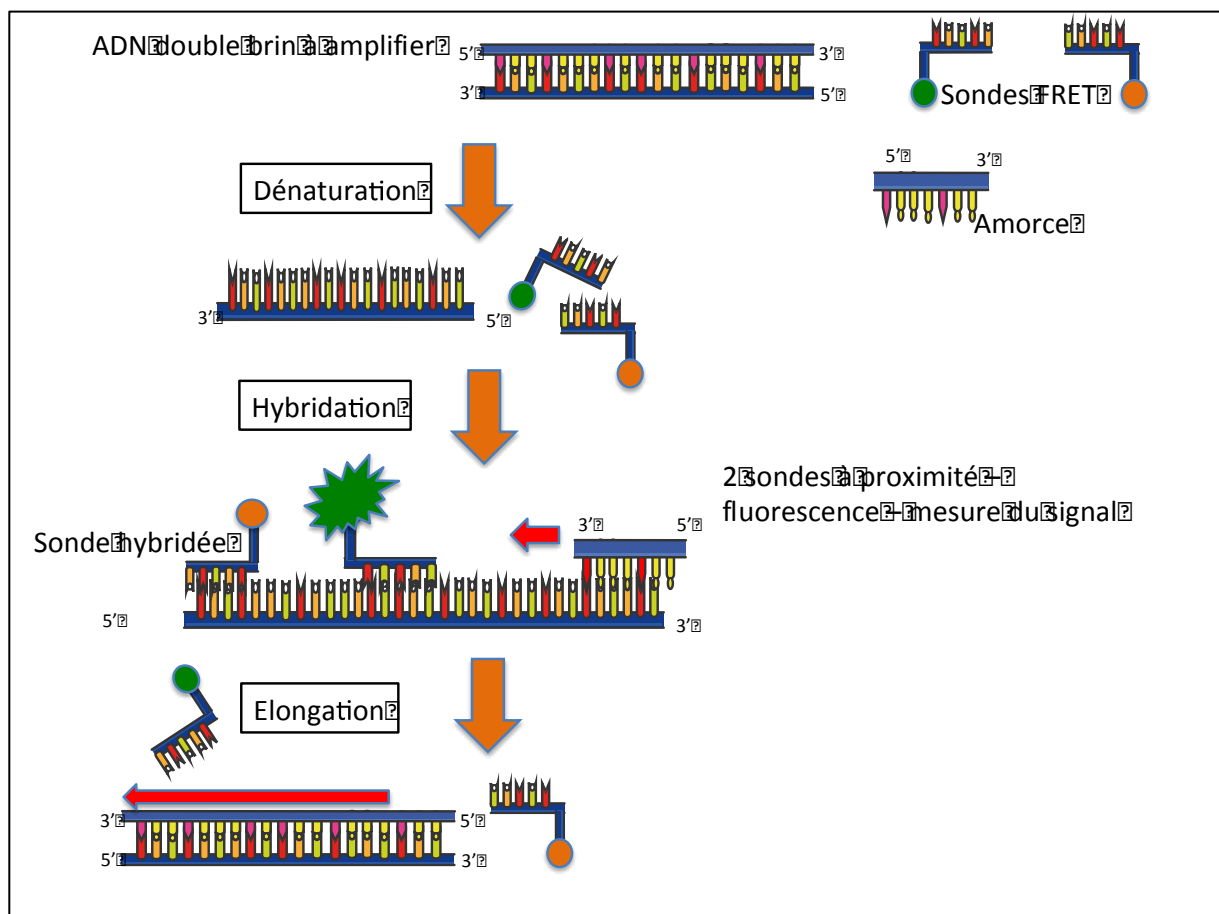 ADN double brin à amplifier
5' 3'
3' 5'
Sondes FRET
5' 3'
Amorce
Dénaturation
3' 5'
Hybridation
2 sondes à proximité –
fluorescence – mesure du signal
3' 5'
Sonde hybridée
5' 3'
Elongation
3' 5'
5' 3'